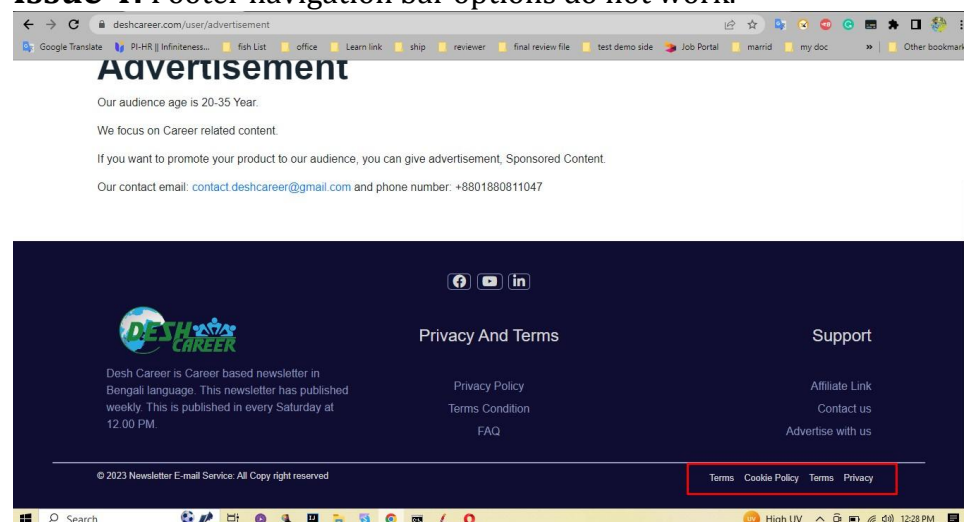 Issue 4: Footer navigation bar options do not work.
deshcareer.com/user/advertisement
Google Translate PI-HR || Infiniteness... fish List office Learn link ship reviewer final review file test demo side Job Portal marrid my doc » Other bookmark
Advertisement
Our audience age is 20-35 Year.
We focus on Career related content.
If you want to promote your product to our audience, you can give advertisement, Sponsored Content.
Our contact email: contact.deshcareer@gmail.com and phone number: +8801880811047
DESH
CAREER
Desh Career is Career based newsletter in
Bengali language. This newsletter has published
weekly. This is published in every Saturday at
12.00 PM.
Privacy And Terms
Privacy Policy
Terms Condition
FAQ
Support
Affiliate Link
Contact us
Advertise with us
© 2023 Newsletter E-mail Service: All Copy right reserved
Terms Cookie Policy Terms Privacy
Search High UV 12:28 PM